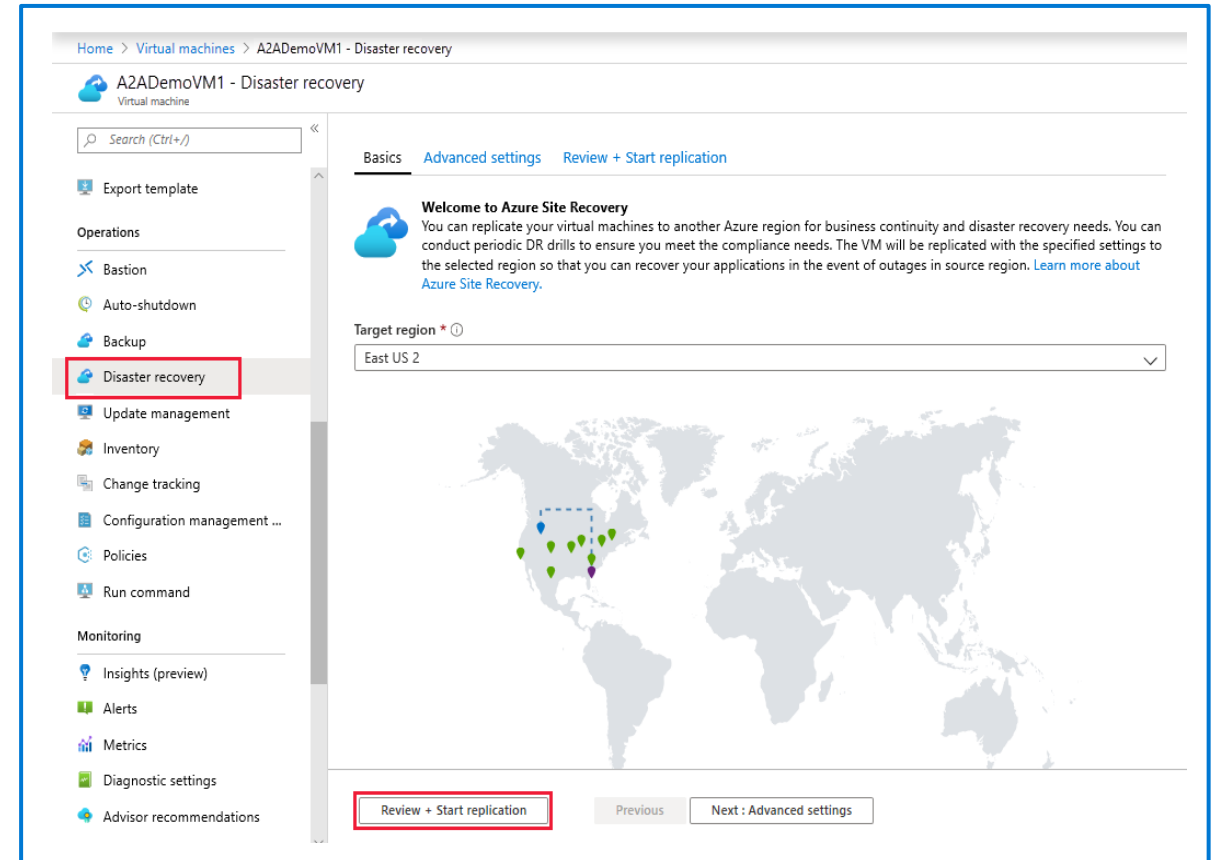 Home > Virtual machines > A2ADemoVM1 - Disaster recovery
A2ADemoVM1 - Disaster recovery
Virtual machine
Search (Ctrl+/)
«
Export template
Operations
Bastion
Auto-shutdown
Backup
Disaster recovery
Update management
Inventory
Change tracking
Configuration management ...
Policies
Run command
Monitoring
Insights (preview)
Alerts
Metrics
Diagnostic settings
Advisor recommendations
Basics Advanced settings Review + Start replication
Welcome to Azure Site Recovery
You can replicate your virtual machines to another Azure region for business continuity and disaster recovery needs. You can
conduct periodic DR drills to ensure you meet the compliance needs. The VM will be replicated with the specified settings to
the selected region so that you can recover your applications in the event of outages in source region. Learn more about
Azure Site Recovery.
Target region *
East US 2
Review + Start replication Previous Next : Advanced settings